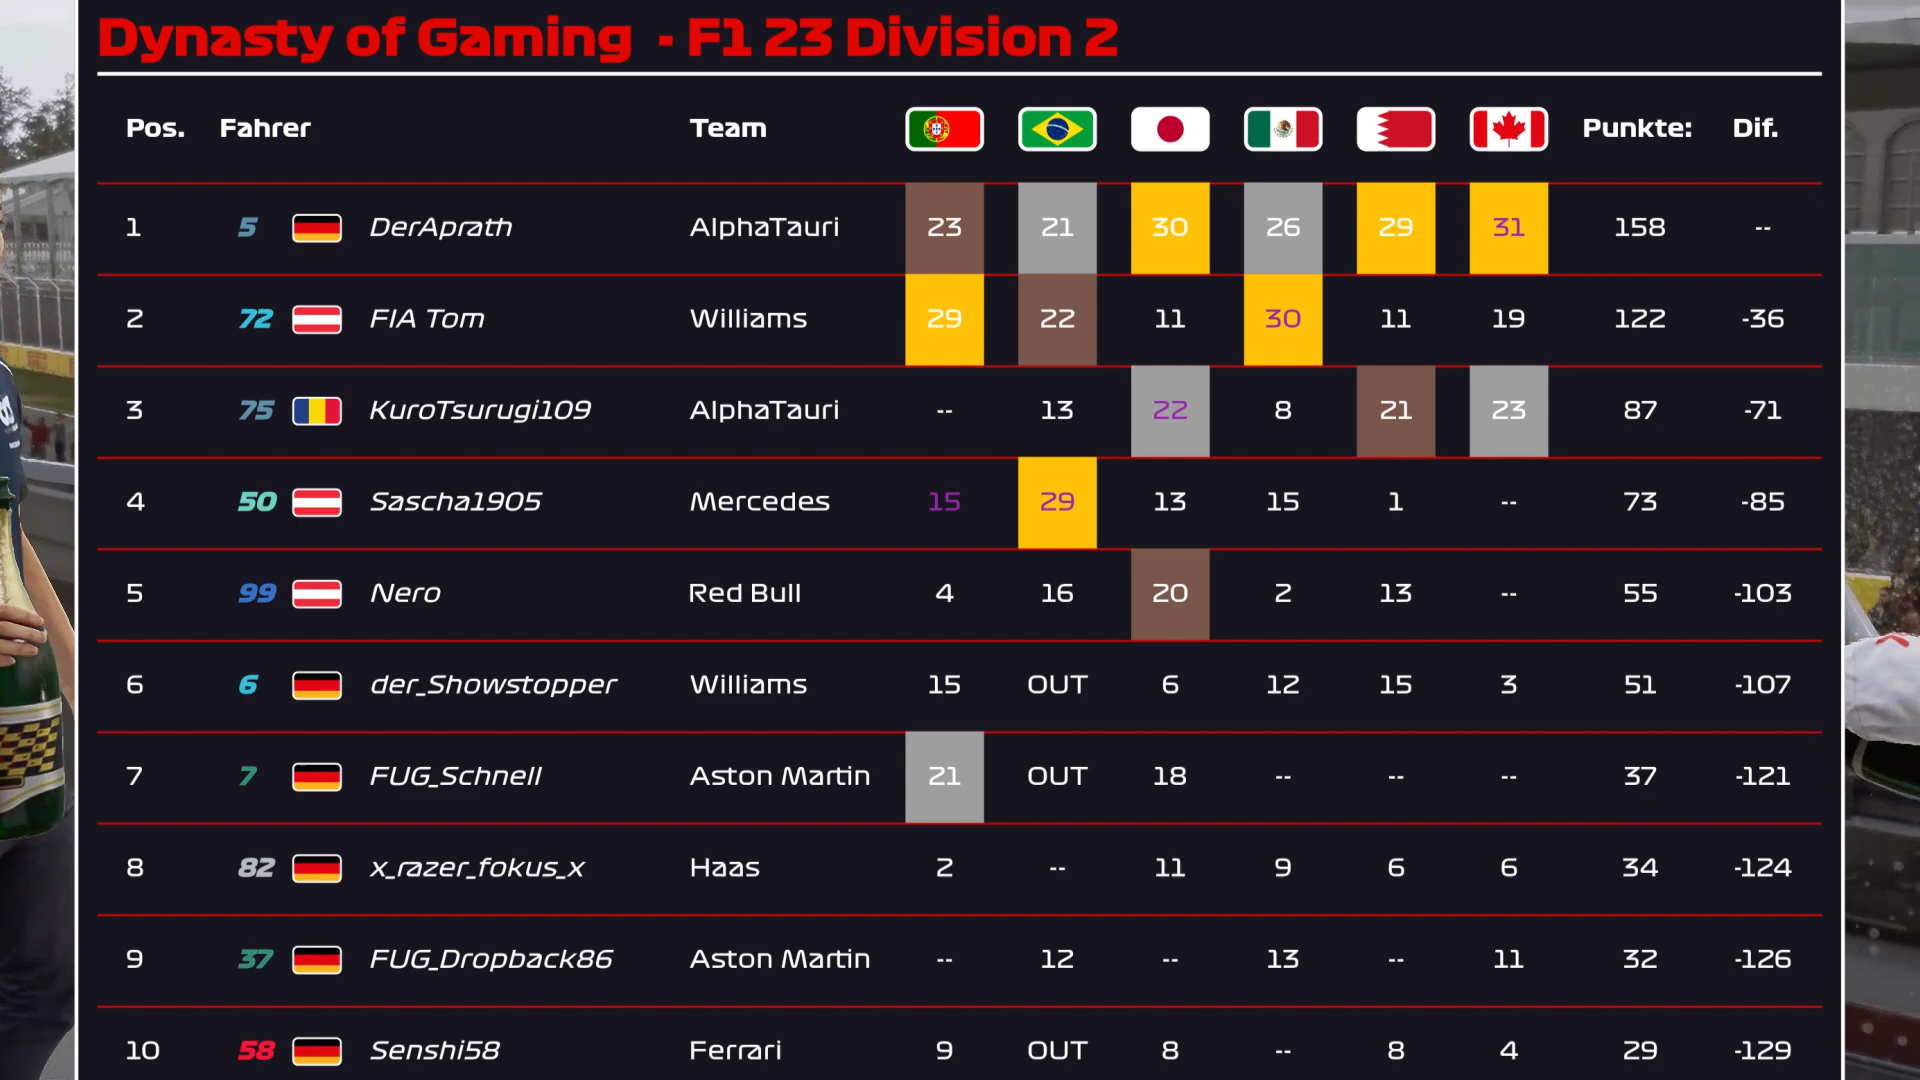 Dynasty of Gaming - F1 23 Division 2
Pos. Fahrer Team Punkte: Dif.
1 5 DerAprath AlphaTauri 23 21 30 26 29 31 158 --
2 72 FIA Tom Williams 29 22 11 30 11 19 122 -36
3 75 KuroTsurugi109 AlphaTauri -- 13 22 8 21 23 87 -71
4 50 Sascha1905 Mercedes 15 29 13 15 1 -- 73 -85
5 99 Nero Red Bull 4 16 20 2 13 -- 55 -103
6 6 der_Showstopper Williams 15 OUT 6 12 15 3 51 -107
7 7 FUG_Schnell Aston Martin 21 OUT 18 -- -- -- 37 -121
8 82 x_razer_fokus_x Haas 2 -- 11 9 6 6 34 -124
9 37 FUG_Dropback86 Aston Martin -- 12 -- 13 -- 11 32 -126
10 58 Senshi58 Ferrari 9 OUT 8 -- 8 4 29 -129